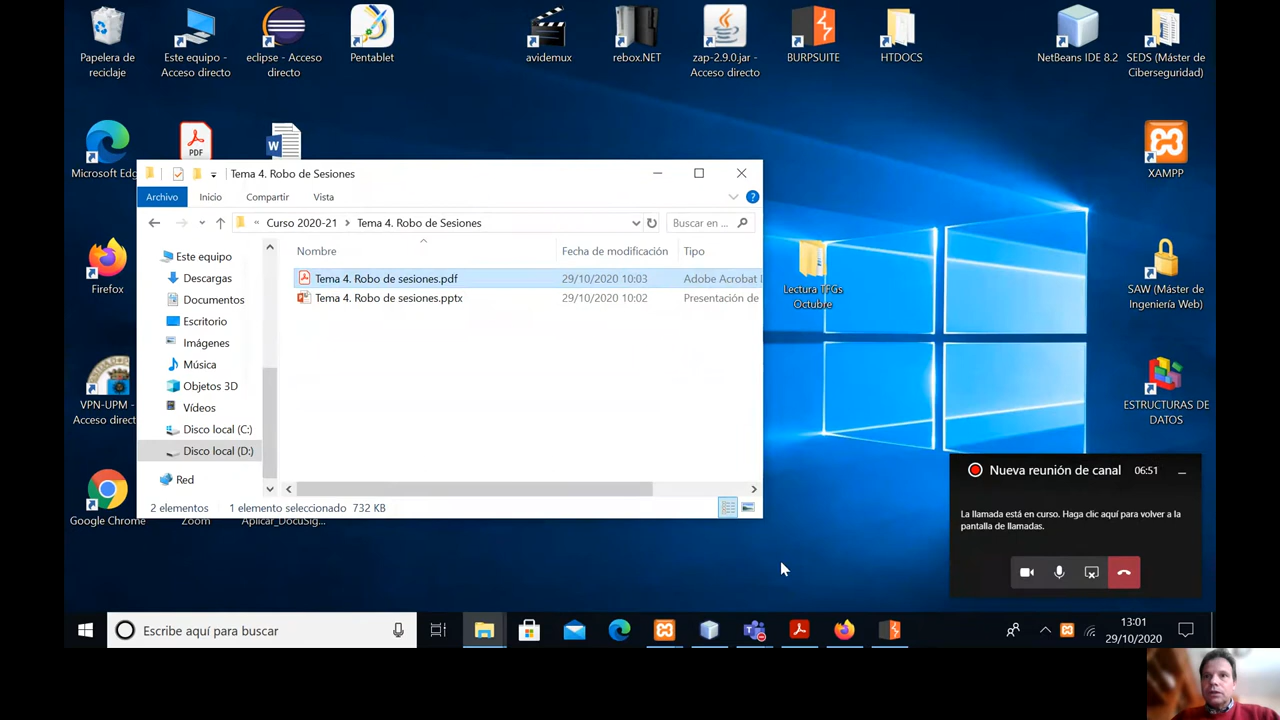 Papelera de
reciclaje
Este equipo -
Acceso directo
eclipse - Acceso
directo
Pentablet
avidemux
rebox.NET
zap-2.9.0.jar -
Acceso directo
BURPSUITE
HTDOCS
NetBeans IDE 8.2
SEDS (Máster de
Ciberseguridad)
Microsoft Edg
PDF
W
XAMPP
Tema 4. Robo de Sesiones
Archivo
Inicio
Compartir
Vista
?
« Curso 2020-21 > Tema 4. Robo de Sesiones
Buscar en ...
Nombre
Fecha de modificación
Tipo
Tema 4. Robo de sesiones.pdf
29/10/2020 10:03
Adobe Acrobat
Tema 4. Robo de sesiones.pptx
29/10/2020 10:02
Presentación de
Este equipo
Descargas
Documentos
Escritorio
Imágenes
Música
Objetos 3D
Vídeos
Disco local (C:)
Disco local (D:)
Red
2 elementos
1 elemento seleccionado 732 KB
Firefox
VPN-UPM -
Acceso direct
Google Chrome
Zoom
Aplicar_DocuSig...
Lectura TFGs
Octubre
SAW (Máster de
Ingeniería Web)
ESTRUCTURAS DE
DATOS
Nueva reunión de canal
06:51
La llamada está en curso. Haga clic aquí para volver a la
pantalla de llamadas.
Escribe aquí para buscar
13:01
29/10/2020